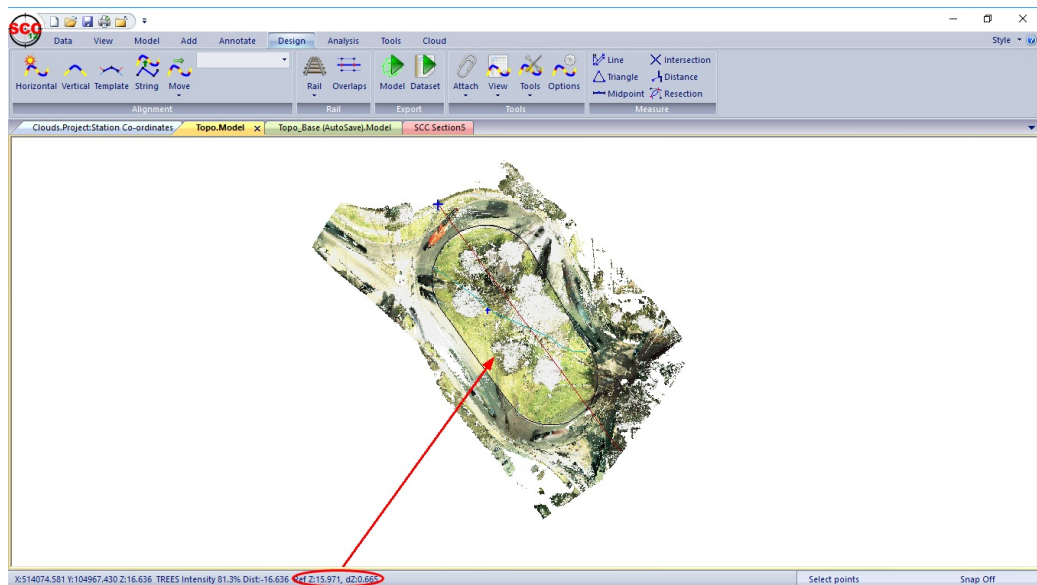 SCC
12
Data View Model Add Annotate Design Analysis Tools Cloud Style
Horizontal Vertical Template String Move
Rail Overlaps
Model Dataset
Attach View Tools Options
Line Intersection
Triangle Distance
Midpoint Resection
Alignment Rail Export Tools Measure
Clouds.Project:Station Co-ordinates Topo.Model x Topo_Base (AutoSave).Model SCC Section5
X:514074.581 Y:104967.430 Z:16.636 TREES Intensity 81.3% Dist:-16.636 Ref Z:15.971, dZ:0.665 Select points Snap Off